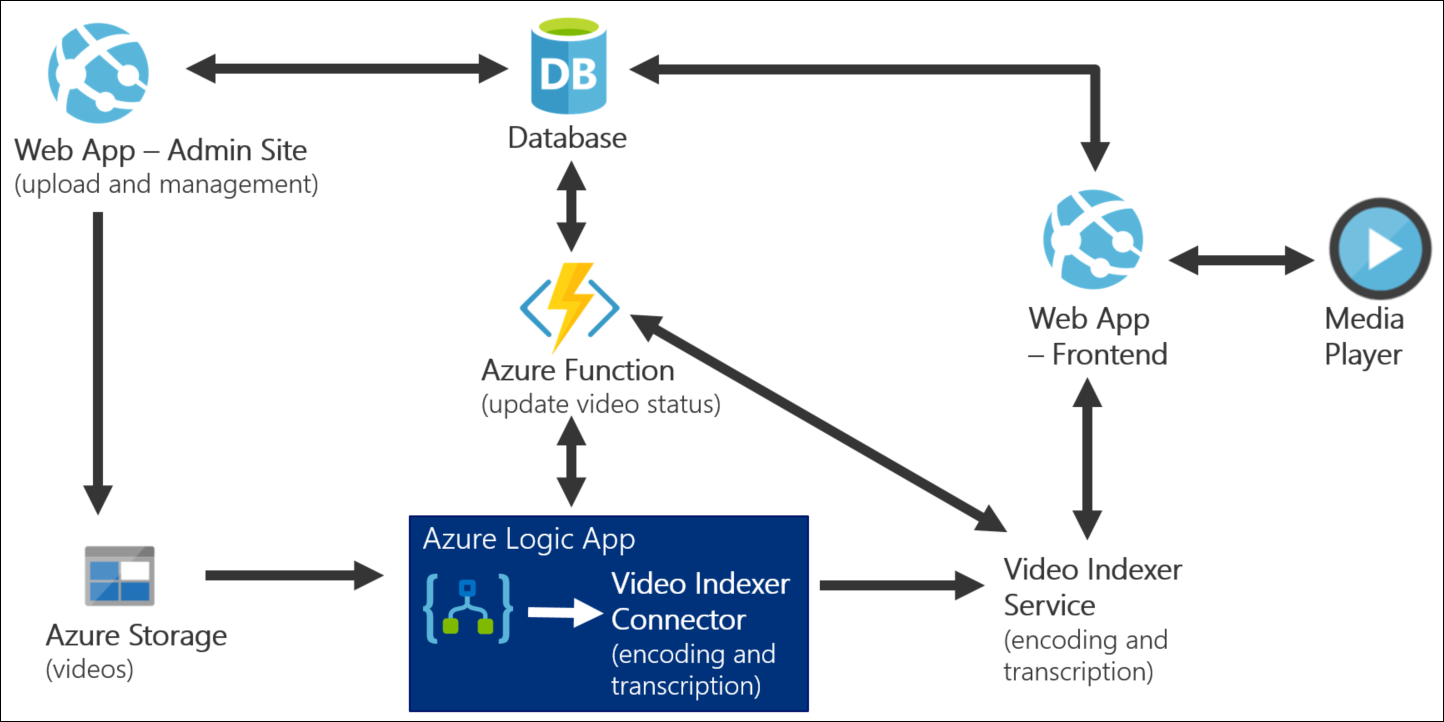 DB
Database
Web App – Admin Site
(upload and management)
Web App
– Frontend
Media
Player
Azure Function
(update video status)
Azure Storage
(videos)
Azure Logic App
Video Indexer
Connector
(encoding and
transcription)
Video Indexer
Service
(encoding and
transcription)